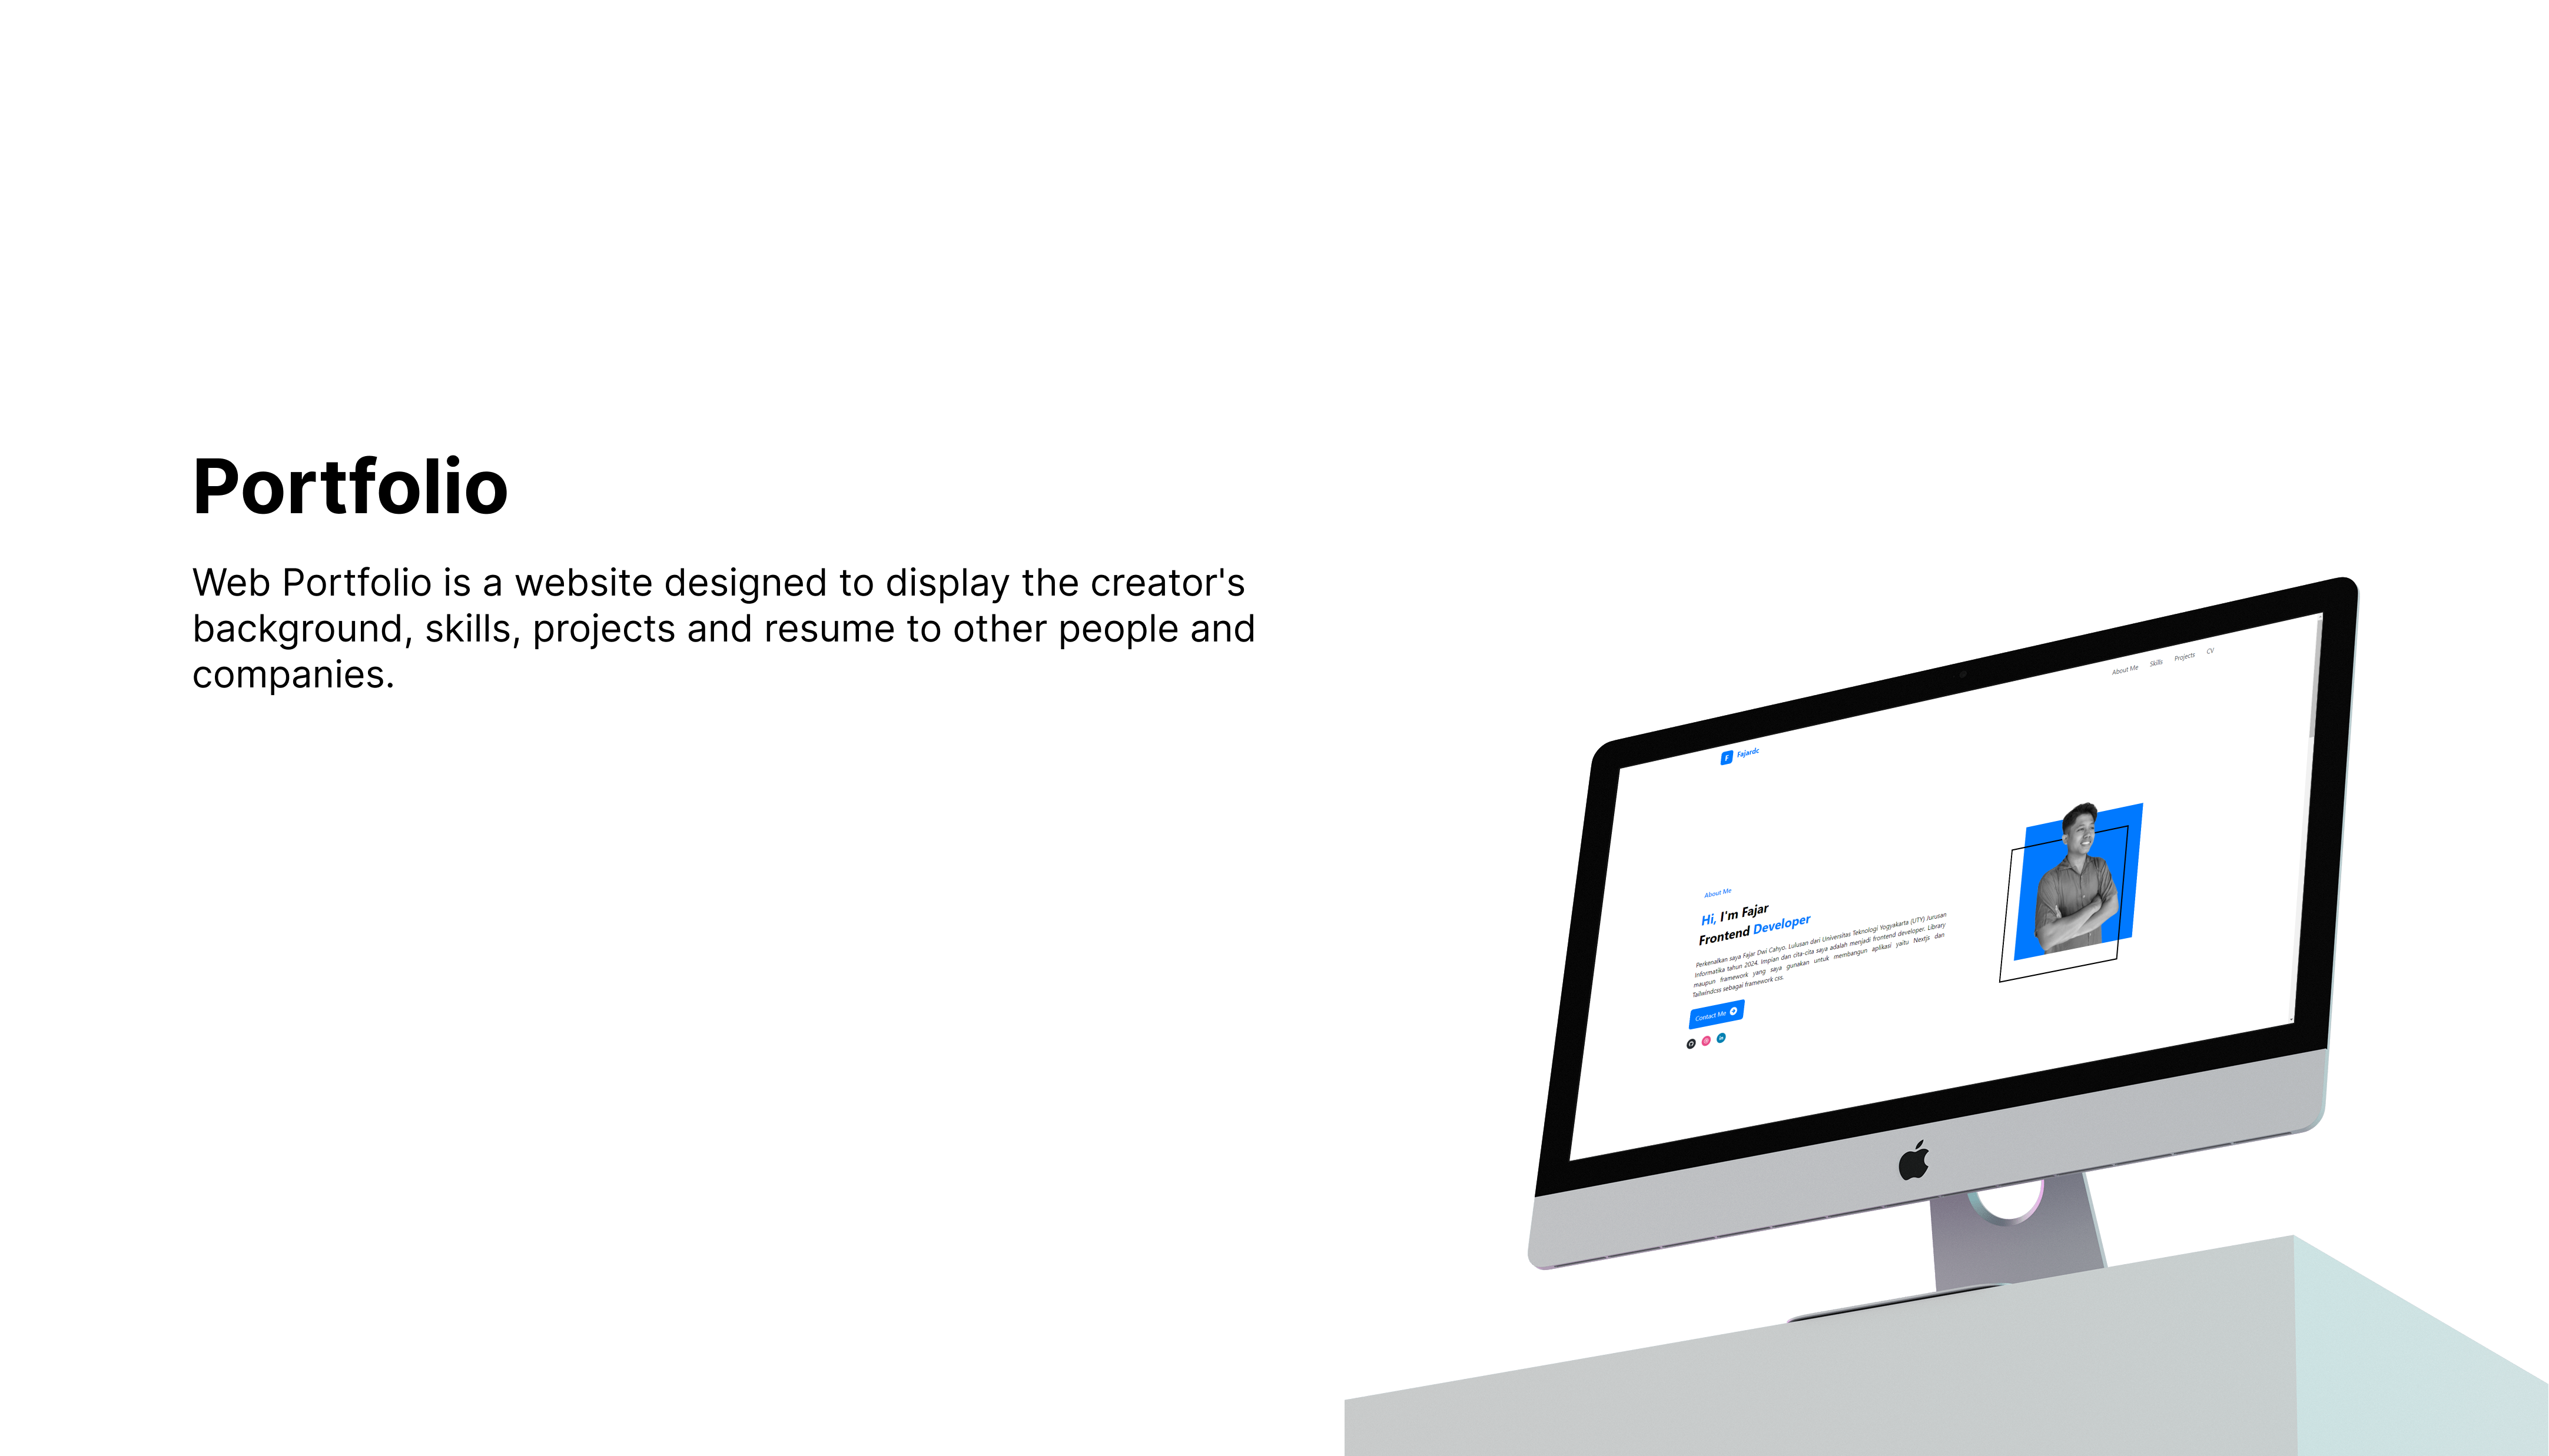 Portfolio
Web Portfolio is a website designed to display the creator's
background, skills, projects and resume to other people and
companies.
About Me Skills Projects CV
F Fajardc
About Me
Hi, I'm Fajar
Frontend Developer
Perkenalkan saya Fajar Dwi Cahyo. Lulusan dari Universitas Teknologi Yogyakarta (UTY) Jurusan
Informatika tahun 2024. Impian dan cita-cita saya adalah menjadi frontend developer. Library
maupun framework yang saya gunakan untuk membangun aplikasi yaitu Nextjs dan
Tailwindcss sebagai framework css.
Contact Me